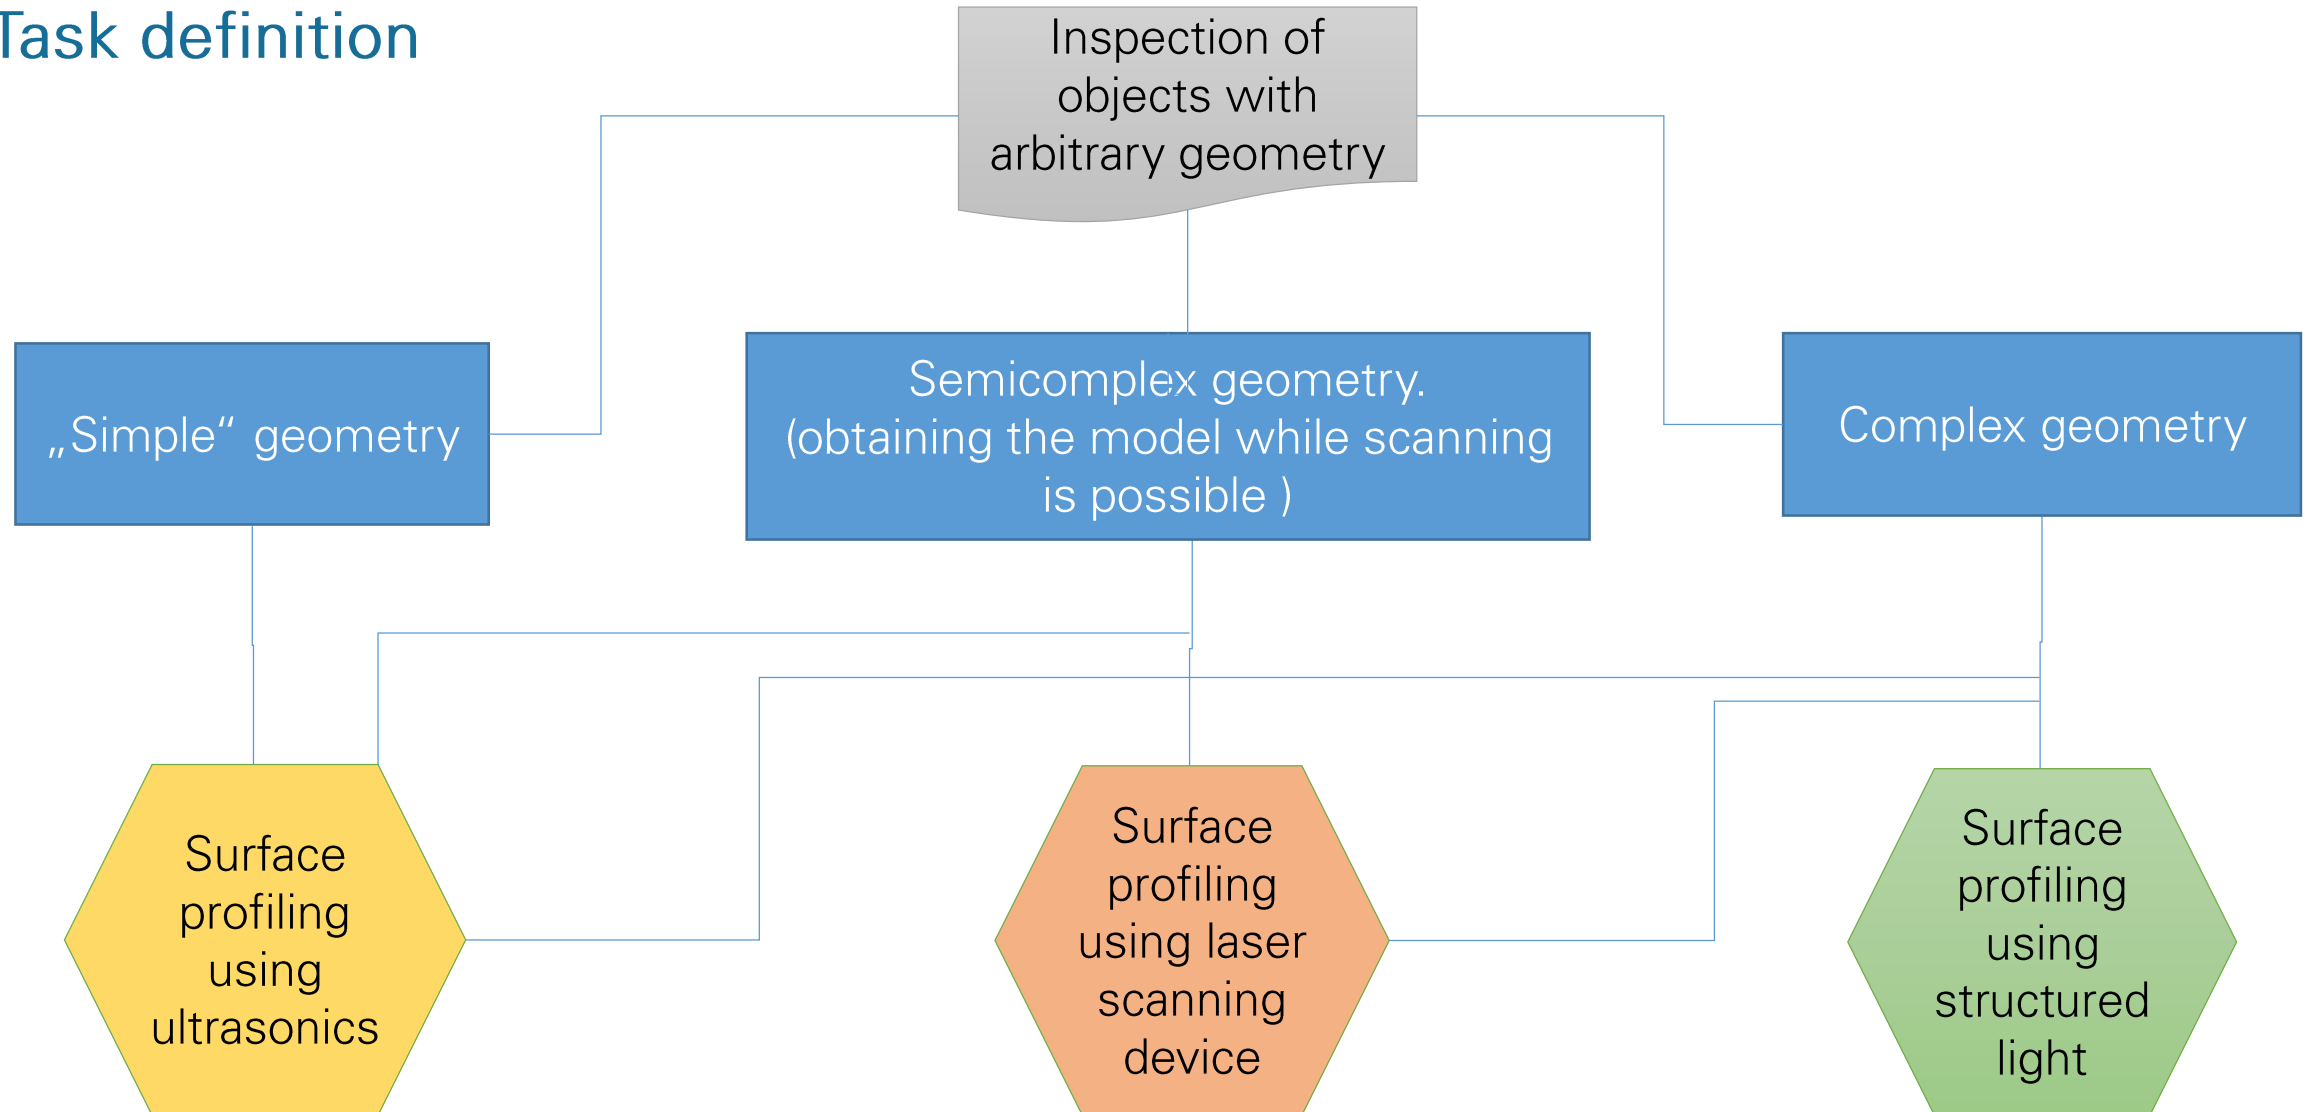 Task definition
Inspection of
objects with
arbitrary geometry
„Simple“ geometry
Semicomplex geometry.
(obtaining the model while scanning
is possible )
Complex geometry
Surface
profiling
using
ultrasonics
Surface
profiling
using laser
scanning
device
Surface
profiling
using
structured
light